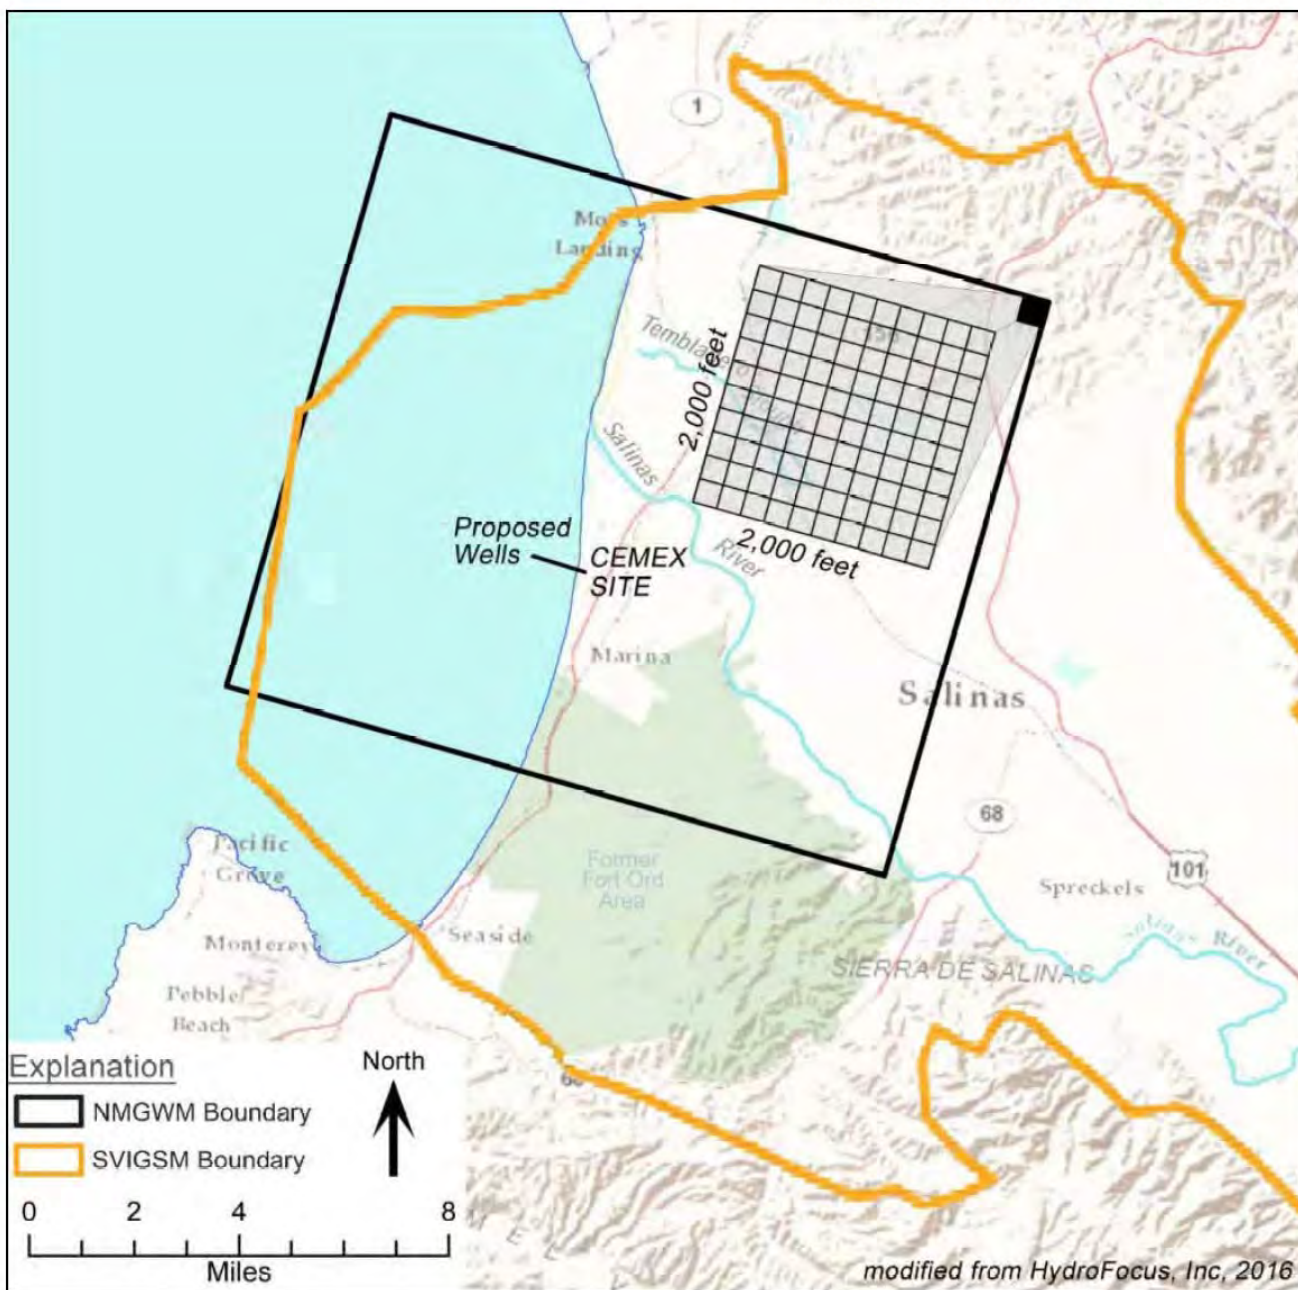 1
Moss
Landing
Tembladero Slough
2,000 feet
2,000 feet
Salinas
River
Proposed
Wells
CEMEX
SITE
Marina
Salinas
68
101
Spreckels
Salinas River
Former
Fort Ord
Area
Pacific
Grove
Monterey
Seaside
Pebble
Beach
SIERRA DE SALINAS
68
Explanation
NMGWM Boundary
SVIGSM Boundary
North
0 2 4 8
Miles
modified from HydroFocus, Inc, 2016